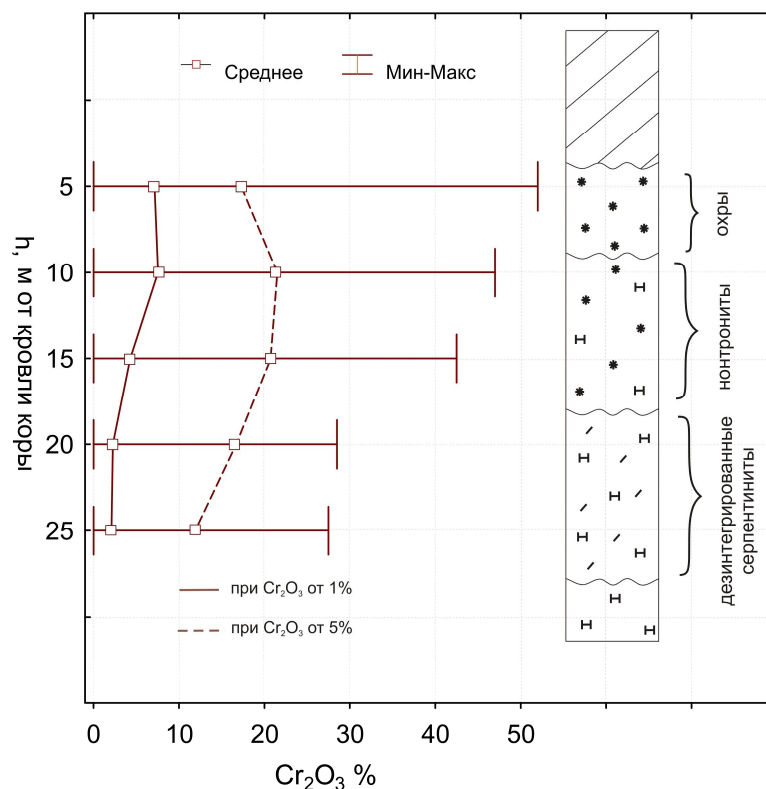 Среднее
Мин-Макс
5
10
15
20
25
h, м от кровли коры
охры
нонтрониты
дезинтегрированные
серпентиниты
при Cr₂O₃ от 1%
при Cr₂O₃ от 5%
0 10 20 30 40 50
Cr₂O₃ %